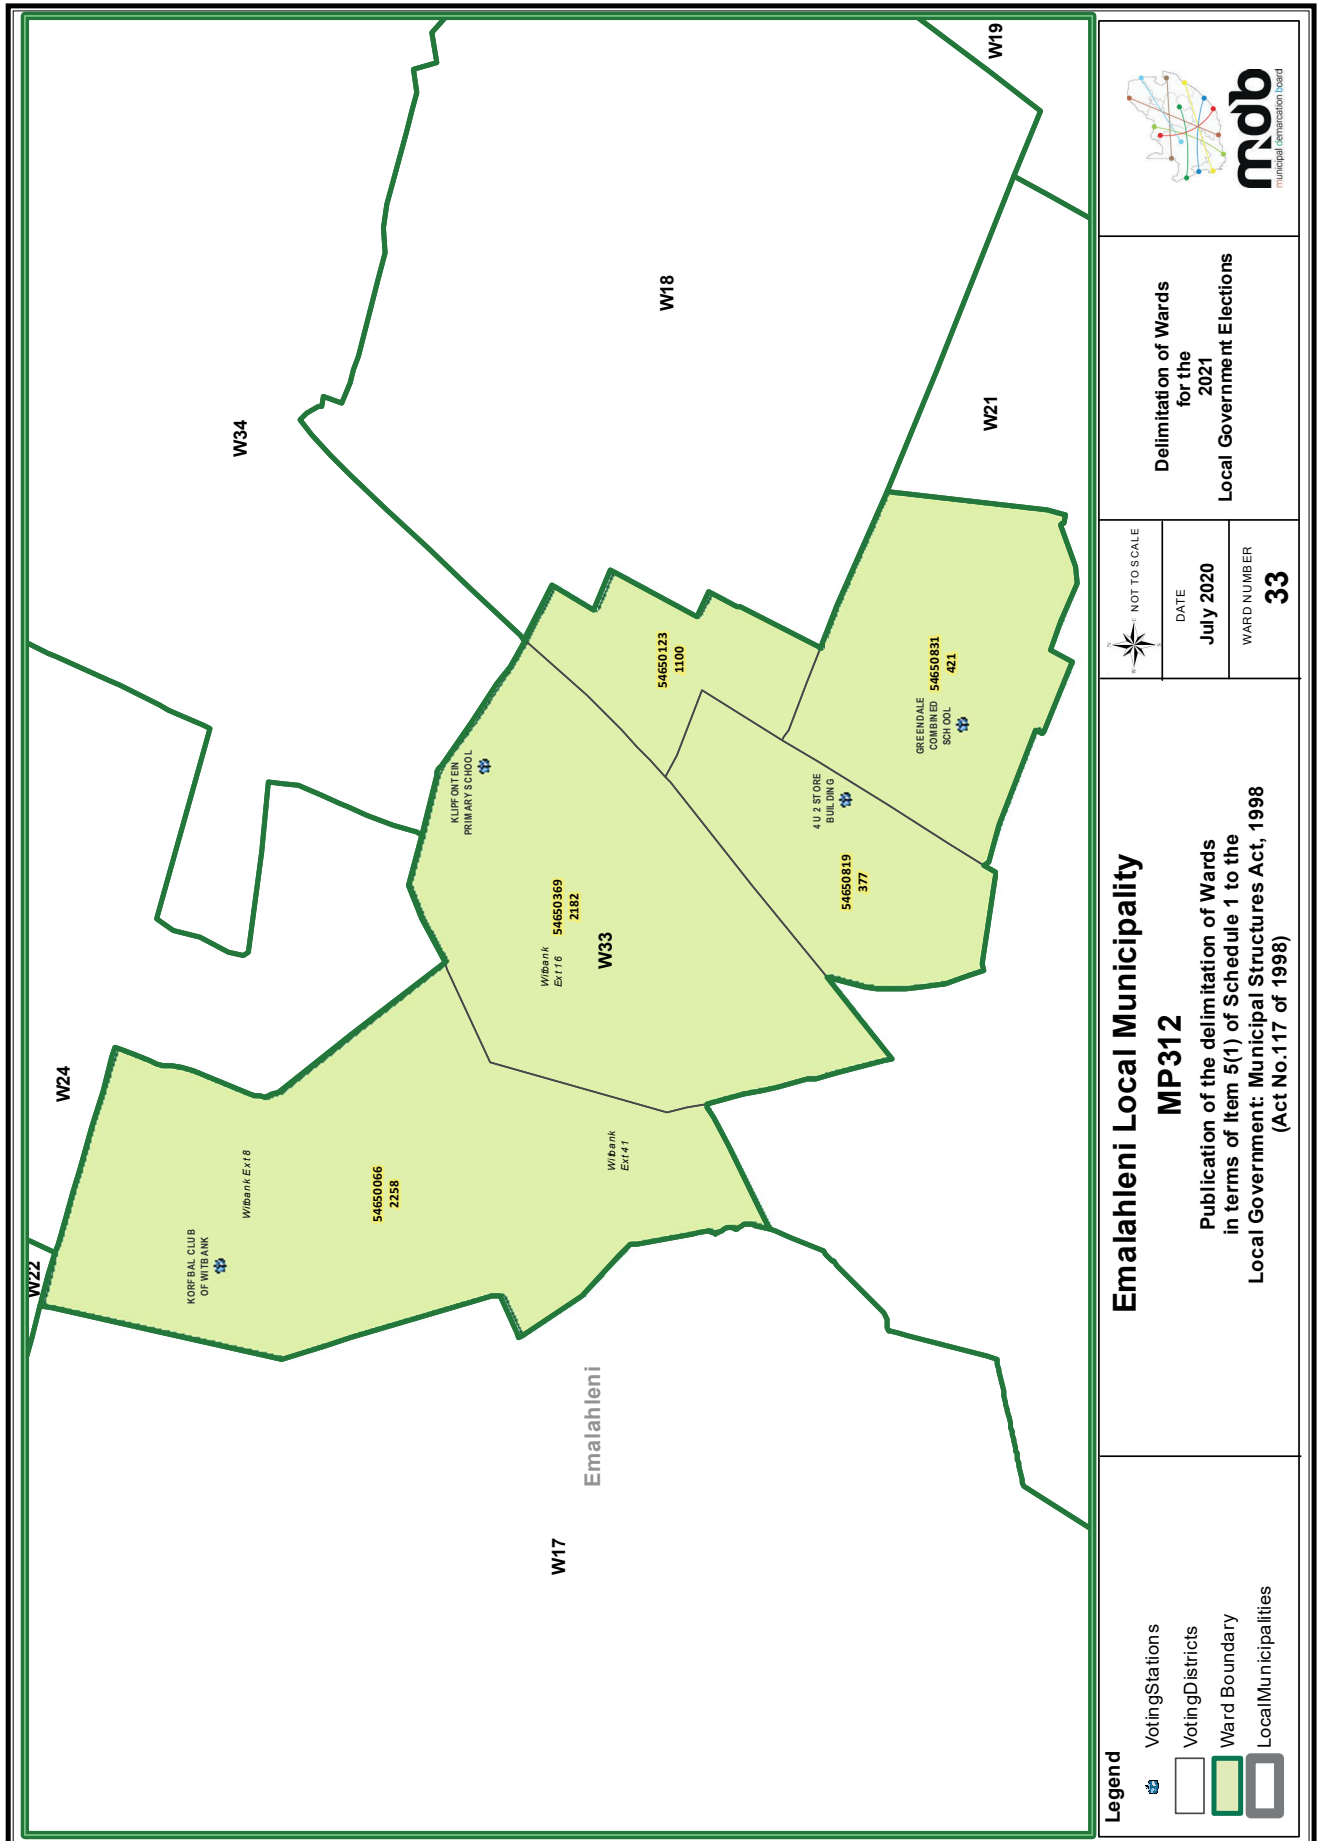 W22
W24
W34
W18
W19
W21
W17
W33
Emalahleni
KORFBAL CLUB
OF WITBANK
Witbank Ext 8
54650066
2258
Witbank
Ext 41
Witbank
Ext 16
54650369
2182
KLIPFONTEIN
PRIMARY SCHOOL
54650123
1100
4 U 2 STORE
BUILDING
54650819
377
GREENDALE
COMBINED
SCHOOL
54650831
421
Legend
VotingStations
VotingDistricts
Ward Boundary
LocalMunicipalities
Emalahleni Local Municipality
MP312
Publication of the delimitation of Wards
in terms of Item 5(1) of Schedule 1 to the
Local Government: Municipal Structures Act, 1998
(Act No.117 of 1998)
N
W
E
S
NOT TO SCALE
DATE
July 2020
WARD NUMBER
33
Delimitation of Wards
for the
2021
Local Government Elections
mdb
municipal demarcation board